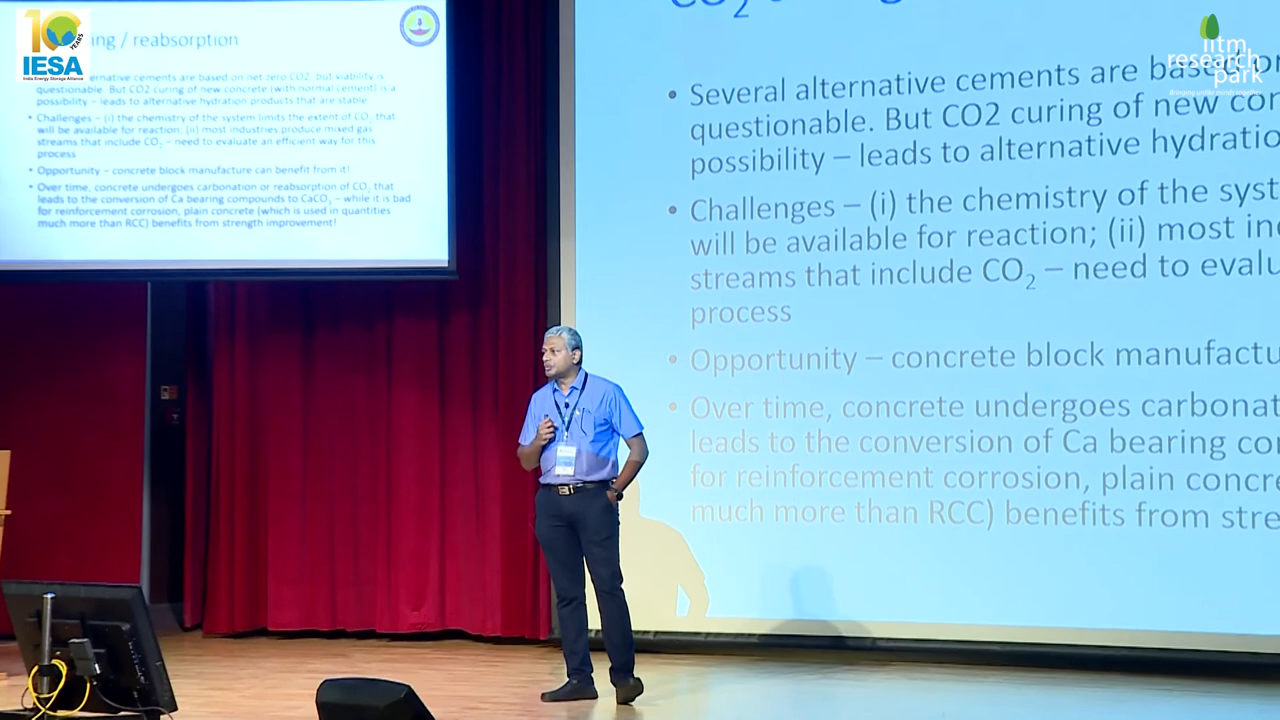 10
YEARS
IESA
India Energy Storage Alliance
ing / reabsorption
ernative cements are based on net zero CO2, but viability is
questionable. But CO2 curing of new concrete (with normal cement) is a
possibility – leads to alternative hydration products that are stable
• Challenges – (i) the chemistry of the system limits the extent of CO2 that
will be available for reaction; (ii) most industries produce mixed gas
streams that include CO2 – need to evaluate an efficient way for this
process
• Opportunity – concrete block manufacture can benefit from it!
• Over time, concrete undergoes carbonation or reabsorption of CO2 that
leads to the conversion of Ca bearing compounds to CaCO3 – while it is bad
for reinforcement corrosion, plain concrete (which is used in quantities
much more than RCC) benefits from strength improvement!
CO2
• Several alternative cements are based on
questionable. But CO2 curing of new con
possibility – leads to alternative hydratio
• Challenges – (i) the chemistry of the syst
will be available for reaction; (ii) most ind
streams that include CO2 – need to evalu
process
• Opportunity – concrete block manufactu
• Over time, concrete undergoes carbonat
leads to the conversion of Ca bearing co
for reinforcement corrosion, plain concre
much more than RCC) benefits from stre
iitm
research
park
Bringing unlike minds together